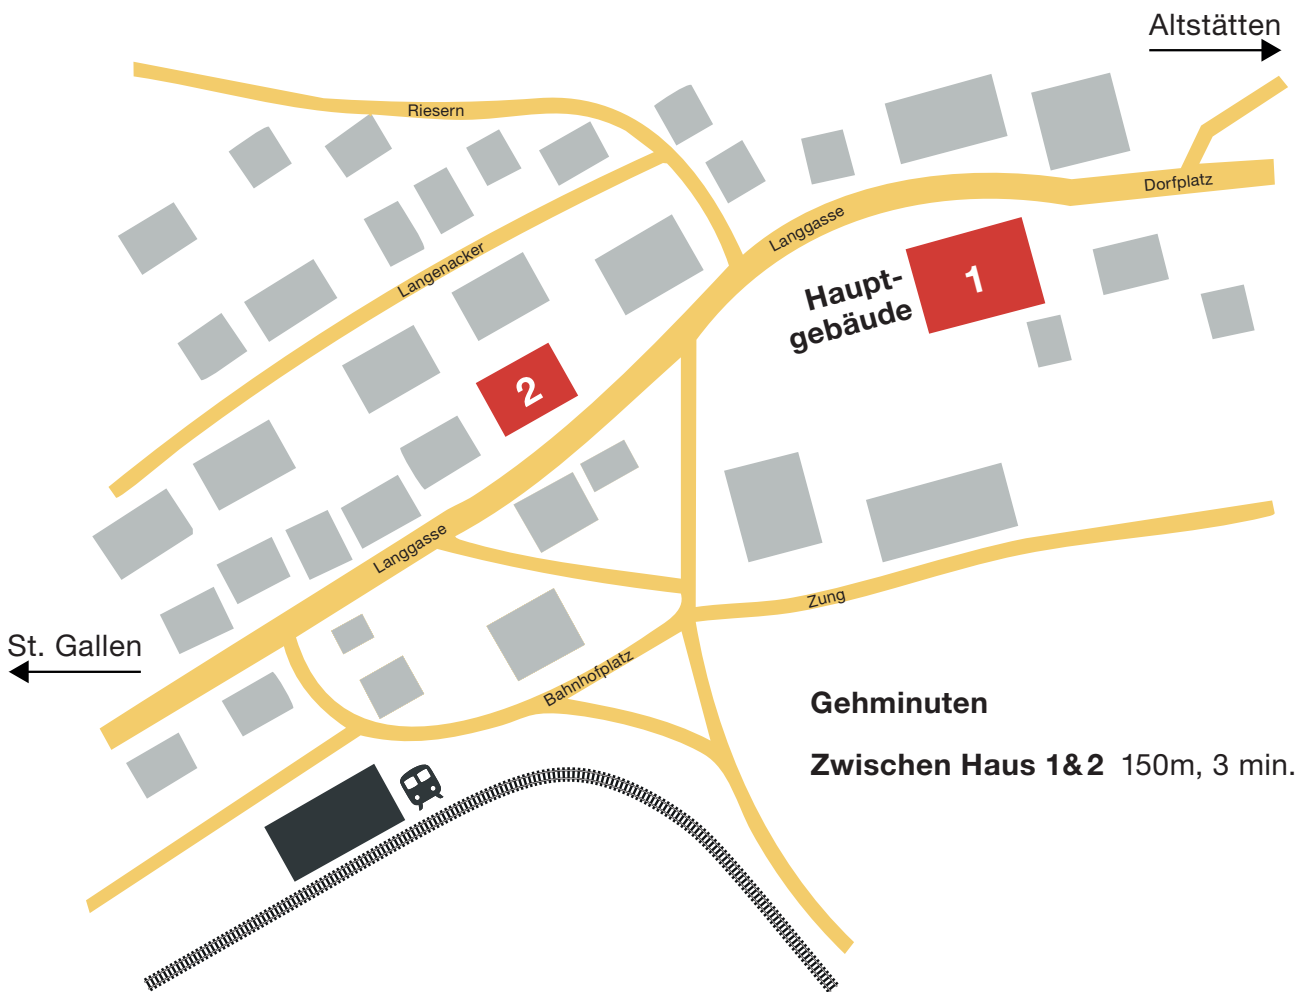 Altstätten
Riesern
Dorfplatz
Langgasse
Langenacker
Haupt-
gebäude
1
2
Langgasse
Zung
St. Gallen
Bahnhofplatz
Gehminuten
Zwischen Haus 1&2 150m, 3 min.